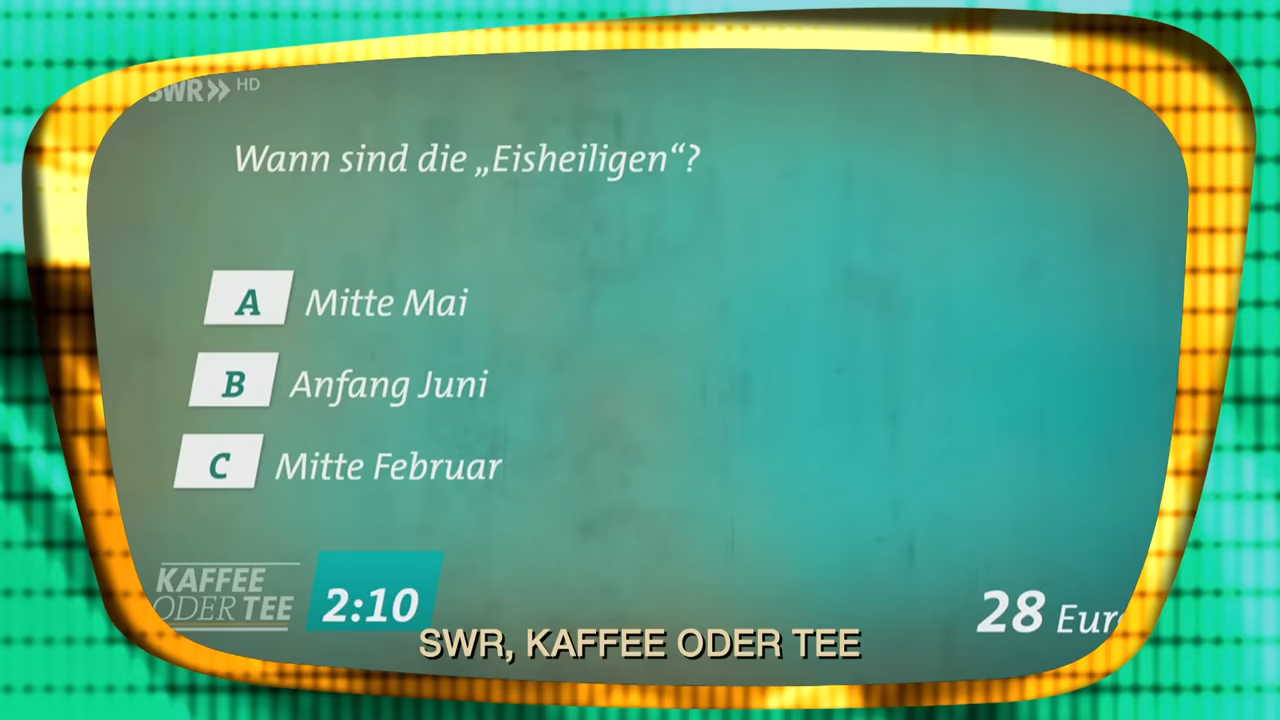 SWR» HD
Wann sind die „Eisheiligen“?
A Mitte Mai
B Anfang Juni
C Mitte Februar
KAFFEE
ODER TEE
2:10
28 Euro
SWR, KAFFEE ODER TEE